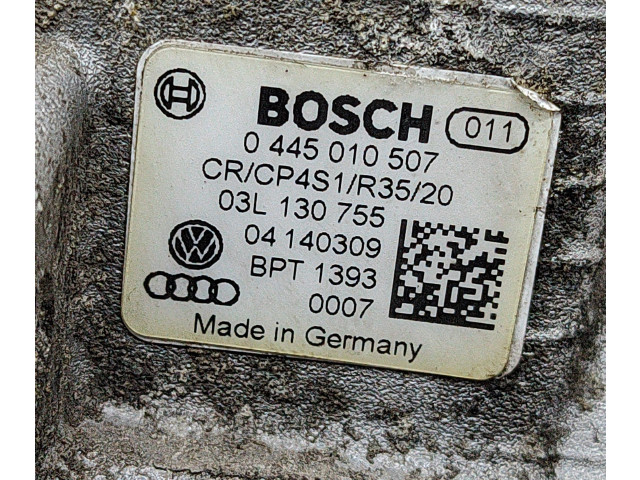 BOSCH 011
0 445 010 507
CR/CP4S1/R35/20
03L 130 755
04 140309
BPT 1393
0007
Made in Germany